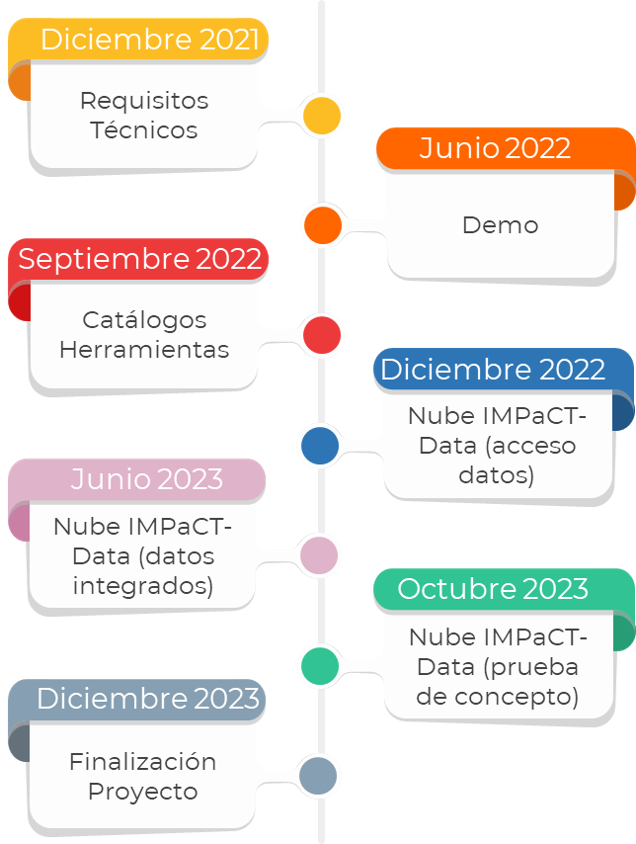 Diciembre 2021
Requisitos
Técnicos
Junio 2022
Demo
Septiembre 2022
Catálogos
Herramientas
Diciembre 2022
Nube IMPaCT-
Data (acceso
datos)
Junio 2023
Nube IMPaCT-
Data (datos
integrados)
Octubre 2023
Nube IMPaCT-
Data (prueba
de concepto)
Diciembre 2023
Finalización
Proyecto